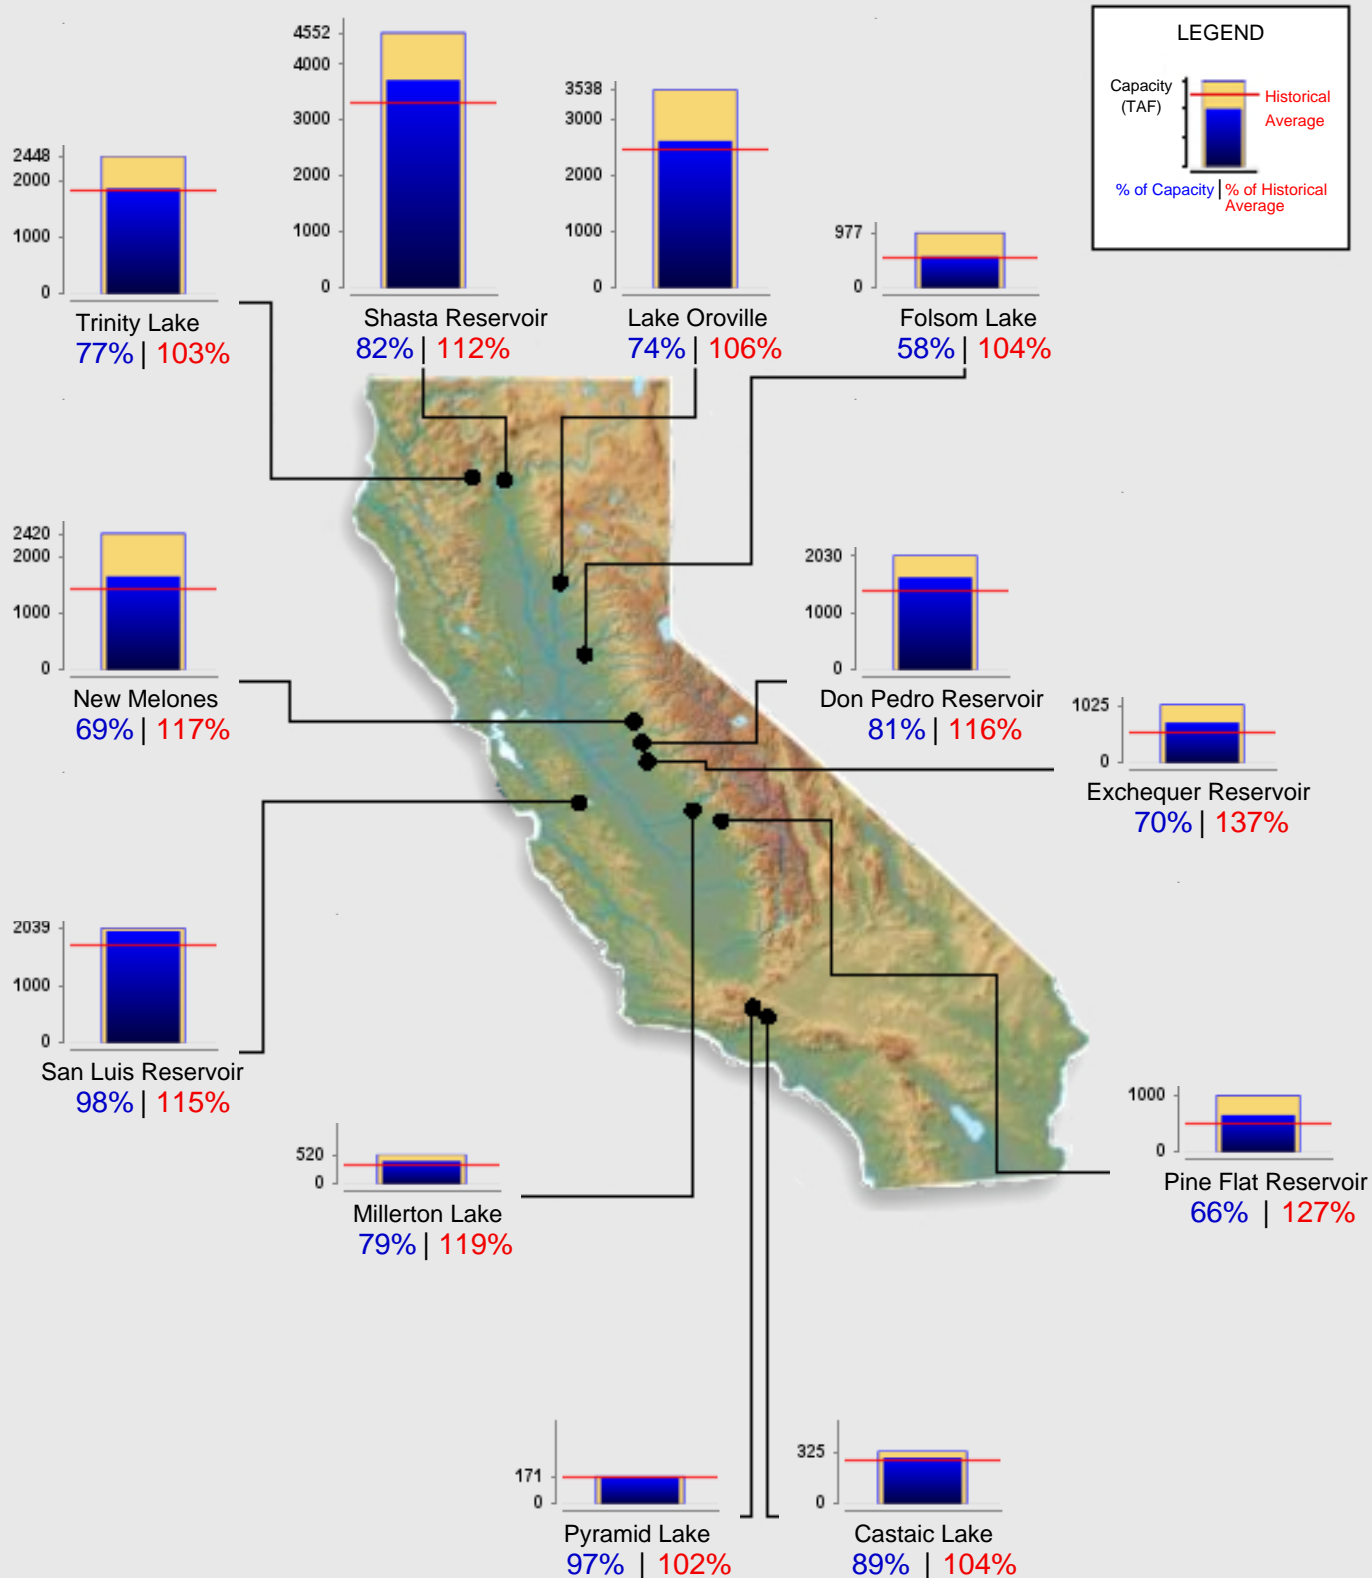 LEGEND
Capacity
(TAF)
Historical
Average
% of Capacity | % of Historical
Average
4552
4000
3000
2000
1000
0
Shasta Reservoir
82% | 112%
3538
3000
2000
1000
0
Lake Oroville
74% | 106%
2448
2000
1000
0
Trinity Lake
77% | 103%
977
0
Folsom Lake
58% | 104%
2420
2000
1000
0
New Melones
69% | 117%
2030
1000
0
Don Pedro Reservoir
81% | 116%
1025
0
Exchequer Reservoir
70% | 137%
2039
1000
0
San Luis Reservoir
98% | 115%
520
0
Millerton Lake
79% | 119%
1000
0
Pine Flat Reservoir
66% | 127%
171
0
Pyramid Lake
97% | 102%
325
0
Castaic Lake
89% | 104%